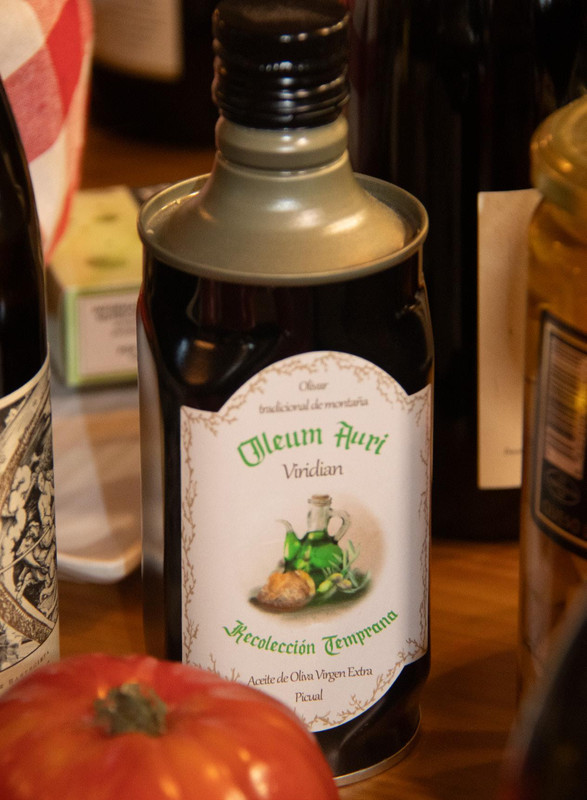 Olivar
tradicional de montaña
Oleum Auri
Viridian
Recolección Temprana
Aceite de Oliva Virgen Extra
Picual